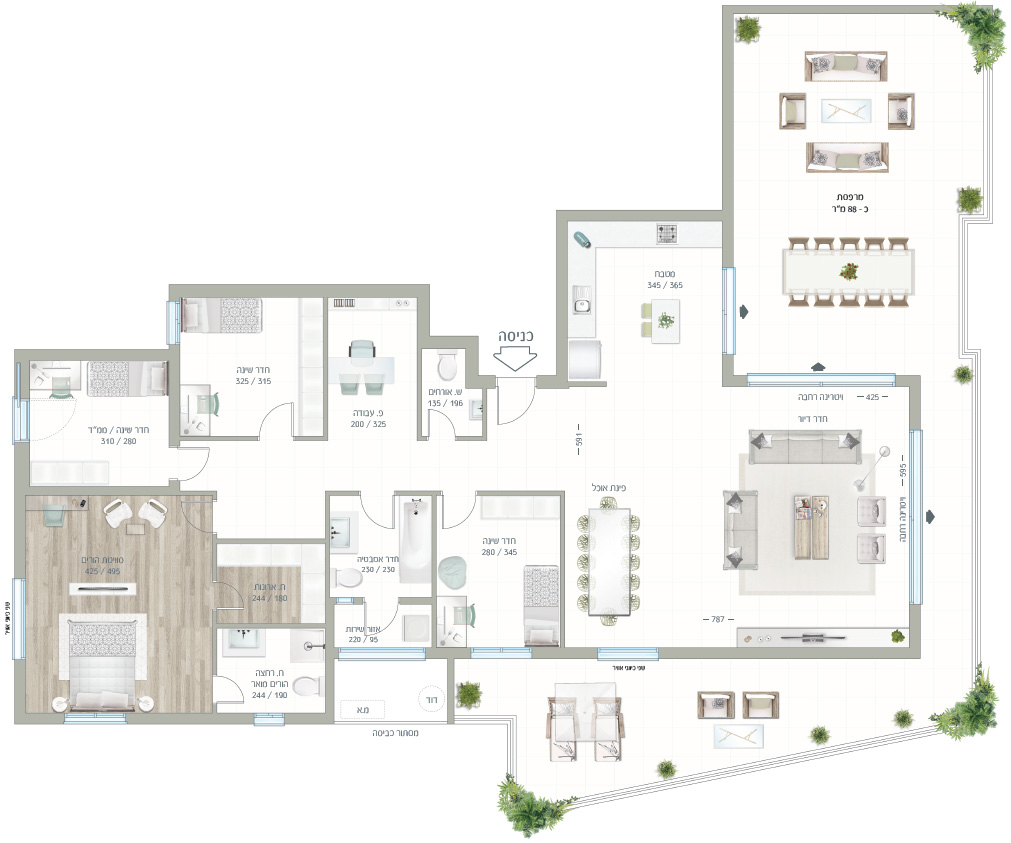 מרפסת
כ - 88 מ"ר
מטבח
345 / 365
כניסה
ויטרינה רחבה
425
חדר דיור
חדר שינה
325 / 315
פ. עבודה
200 / 325
ש. אורחים
135 / 196
חדר שינה / ממ"ד
310 / 280
591
595
ויטרינה רחבה
פינת אוכל
חדר שינה
280 / 345
חדר אמבטיה
230 / 230
סוויטת הורים
425 / 495
ח. ארונות
244 / 180
שני כיווני אוויר
אזור שירות
220 / 95
787
ח. רחצה
הורים מואר
244 / 190
שני כיווני אוויר
דוד
מ.א
מסתור כביסה